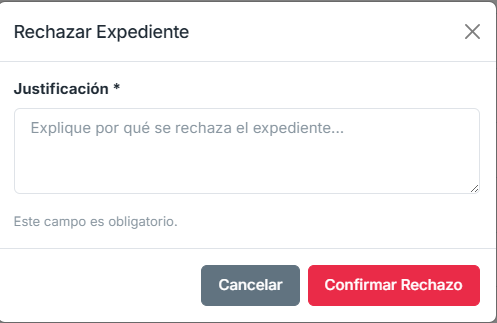 Rechazar Expediente
Justificación *
Explique por qué se rechaza el expediente...
Este campo es obligatorio.
Cancelar
Confirmar Rechazo